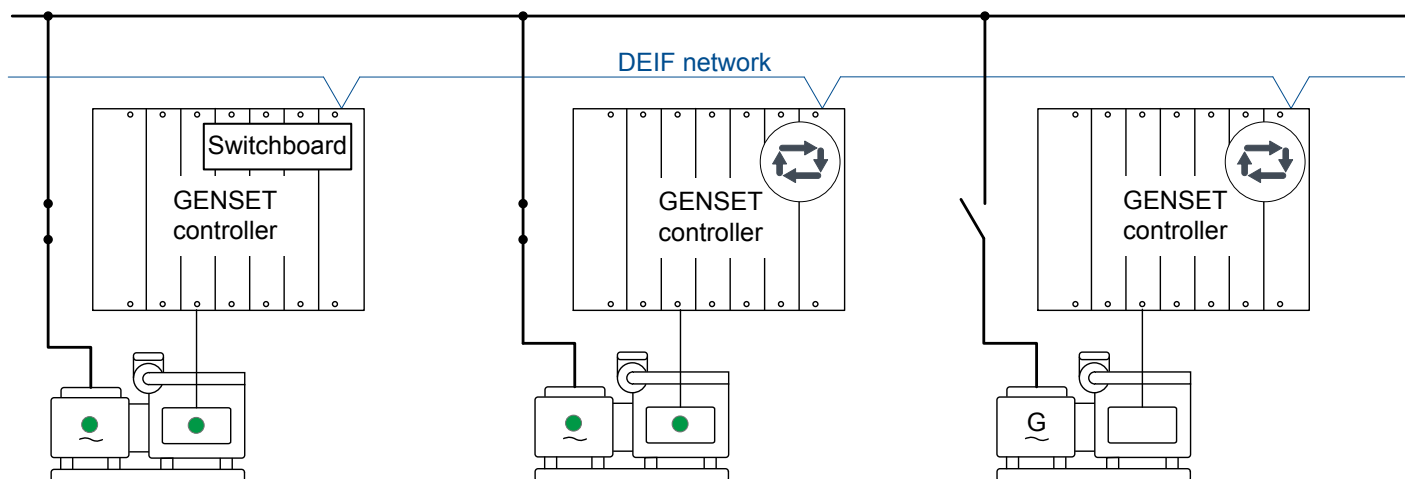 DEIF network
Switchboard
GENSET
controller
GENSET
controller
GENSET
controller
G